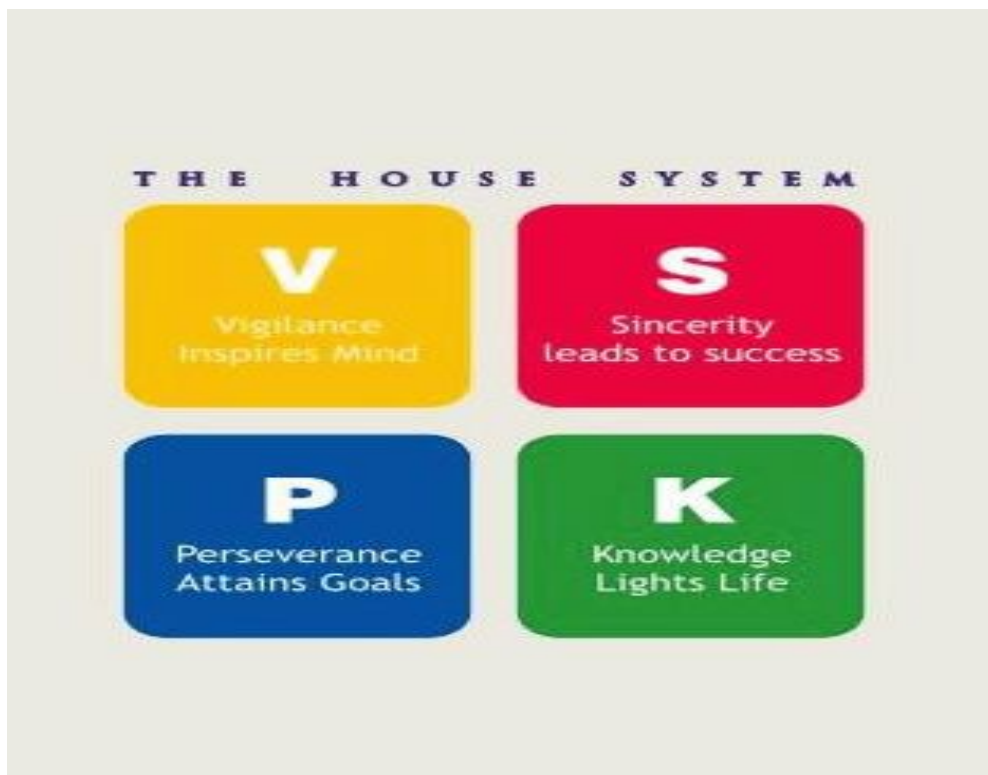 THE HOUSE SYSTEM
V
Vigilance
Inspires Mind
S
Sincerity
leads to success
P
Perseverance
Attains Goals
K
Knowledge
Lights Life